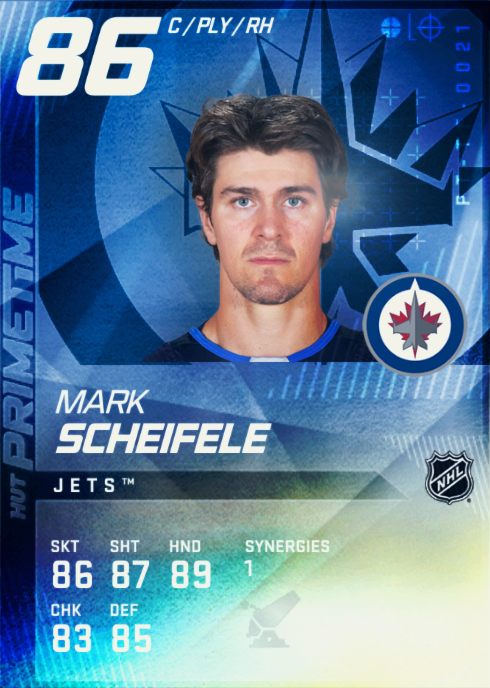 86
C / PLY / RH
HUT PRIMETIME
MARK
SCHEIFELE
JETS™
NHL
SKT SHT HND SYNERGIES
86 87 89 1
CHK DEF
83 85